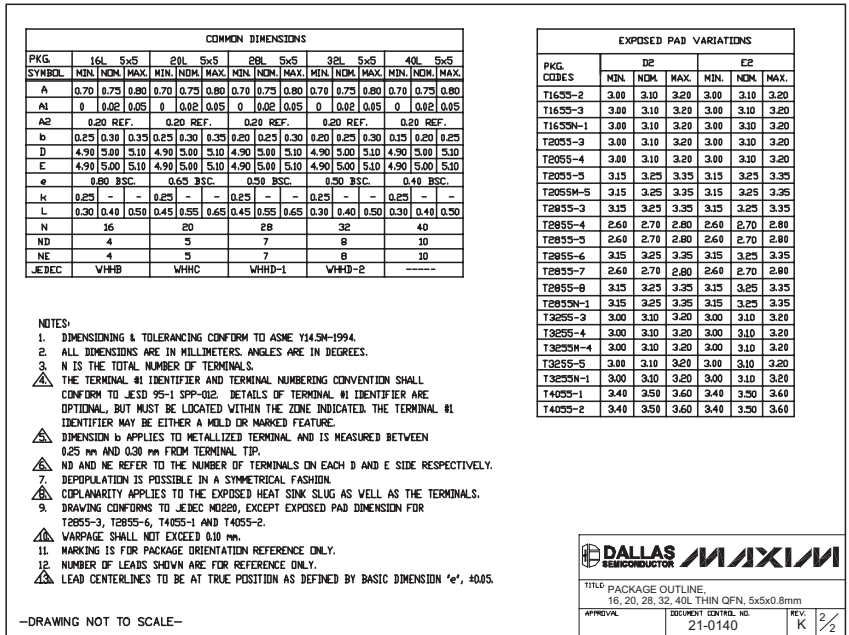 COMMON DIMENSIONS
PKG. 16L 5x5 20L 5x5 28L 5x5 32L 5x5 40L 5x5
SYMBOL MIN. NOM. MAX. MIN. NOM. MAX. MIN. NOM. MAX. MIN. NOM. MAX. MIN. NOM. MAX.
A 0.70 0.75 0.80 0.70 0.75 0.80 0.70 0.75 0.80 0.70 0.75 0.80 0.70 0.75 0.80
A1 0 0.02 0.05 0 0.02 0.05 0 0.02 0.05 0 0.02 0.05 0 0.02 0.05
A2 0.20 REF. 0.20 REF. 0.20 REF. 0.20 REF. 0.20 REF.
b 0.25 0.30 0.35 0.25 0.30 0.35 0.20 0.25 0.30 0.20 0.25 0.30 0.15 0.20 0.25
D 4.90 5.00 5.10 4.90 5.00 5.10 4.90 5.00 5.10 4.90 5.00 5.10 4.90 5.00 5.10
E 4.90 5.00 5.10 4.90 5.00 5.10 4.90 5.00 5.10 4.90 5.00 5.10 4.90 5.00 5.10
e 0.80 BSC. 0.65 BSC. 0.50 BSC. 0.50 BSC. 0.40 BSC.
k 0.25 - - 0.25 - - 0.25 - - 0.25 - - 0.25 - -
L 0.30 0.40 0.50 0.45 0.55 0.65 0.45 0.55 0.65 0.30 0.40 0.50 0.30 0.40 0.50
N 16 20 28 32 40
ND 4 5 7 8 10
NE 4 5 7 8 10
JEDEC WHHB WHHC WHHD-1 WHHD-2 -----
EXPOSED PAD VARIATIONS
PKG. CODES D2 E2
MIN. NOM. MAX. MIN. NOM. MAX.
T1655-2 3.00 3.10 3.20 3.00 3.10 3.20
T1655-3 3.00 3.10 3.20 3.00 3.10 3.20
T1655N-1 3.00 3.10 3.20 3.00 3.10 3.20
T2055-3 3.00 3.10 3.20 3.00 3.10 3.20
T2055-4 3.00 3.10 3.20 3.00 3.10 3.20
T2055-5 3.15 3.25 3.35 3.15 3.25 3.35
T2055M-5 3.15 3.25 3.35 3.15 3.25 3.35
T2855-3 3.15 3.25 3.35 3.15 3.25 3.35
T2855-4 2.60 2.70 2.80 2.60 2.70 2.80
T2855-5 2.60 2.70 2.80 2.60 2.70 2.80
T2855-6 3.15 3.25 3.35 3.15 3.25 3.35
T2855-7 2.60 2.70 2.80 2.60 2.70 2.80
T2855-8 3.15 3.25 3.35 3.15 3.25 3.35
T2855N-1 3.15 3.25 3.35 3.15 3.25 3.35
T3255-3 3.00 3.10 3.20 3.00 3.10 3.20
T3255-4 3.00 3.10 3.20 3.00 3.10 3.20
T3255M-4 3.00 3.10 3.20 3.00 3.10 3.20
T3255-5 3.00 3.10 3.20 3.00 3.10 3.20
T3255N-1 3.00 3.10 3.20 3.00 3.10 3.20
T4055-1 3.40 3.50 3.60 3.40 3.50 3.60
T4055-2 3.40 3.50 3.60 3.40 3.50 3.60
NOTES:
1. DIMENSIONING & TOLERANCING CONFORM TO ASME Y14.5M-1994.
2. ALL DIMENSIONS ARE IN MILLIMETERS. ANGLES ARE IN DEGREES.
3. N IS THE TOTAL NUMBER OF TERMINALS.
4. THE TERMINAL #1 IDENTIFIER AND TERMINAL NUMBERING CONVENTION SHALL
CONFORM TO JESD 95-1 SPP-012. DETAILS OF TERMINAL #1 IDENTIFIER ARE
OPTIONAL, BUT MUST BE LOCATED WITHIN THE ZONE INDICATED. THE TERMINAL #1
IDENTIFIER MAY BE EITHER A MOLD OR MARKED FEATURE.
5. DIMENSION b APPLIES TO METALLIZED TERMINAL AND IS MEASURED BETWEEN
0.25 mm AND 0.30 mm FROM TERMINAL TIP.
6. ND AND NE REFER TO THE NUMBER OF TERMINALS ON EACH D AND E SIDE RESPECTIVELY.
7. DEPOPULATION IS POSSIBLE IN A SYMMETRICAL FASHION.
8. COPLANARITY APPLIES TO THE EXPOSED HEAT SINK SLUG AS WELL AS THE TERMINALS.
9. DRAWING CONFORMS TO JEDEC MO220, EXCEPT EXPOSED PAD DIMENSION FOR
T2855-3, T2855-6, T4055-1 AND T4055-2.
10. WARPAGE SHALL NOT EXCEED 0.10 mm.
11. MARKING IS FOR PACKAGE ORIENTATION REFERENCE ONLY.
12. NUMBER OF LEADS SHOWN ARE FOR REFERENCE ONLY.
13. LEAD CENTERLINES TO BE AT TRUE POSITION AS DEFINED BY BASIC DIMENSION "e", ±0.05.
-DRAWING NOT TO SCALE-
DALLAS SEMICONDUCTOR MAXIM
TITLE: PACKAGE OUTLINE,
16, 20, 28, 32, 40L THIN QFN, 5x5x0.8mm
APPROVAL DOCUMENT CONTROL NO. 21-0140 REV. K 2/2